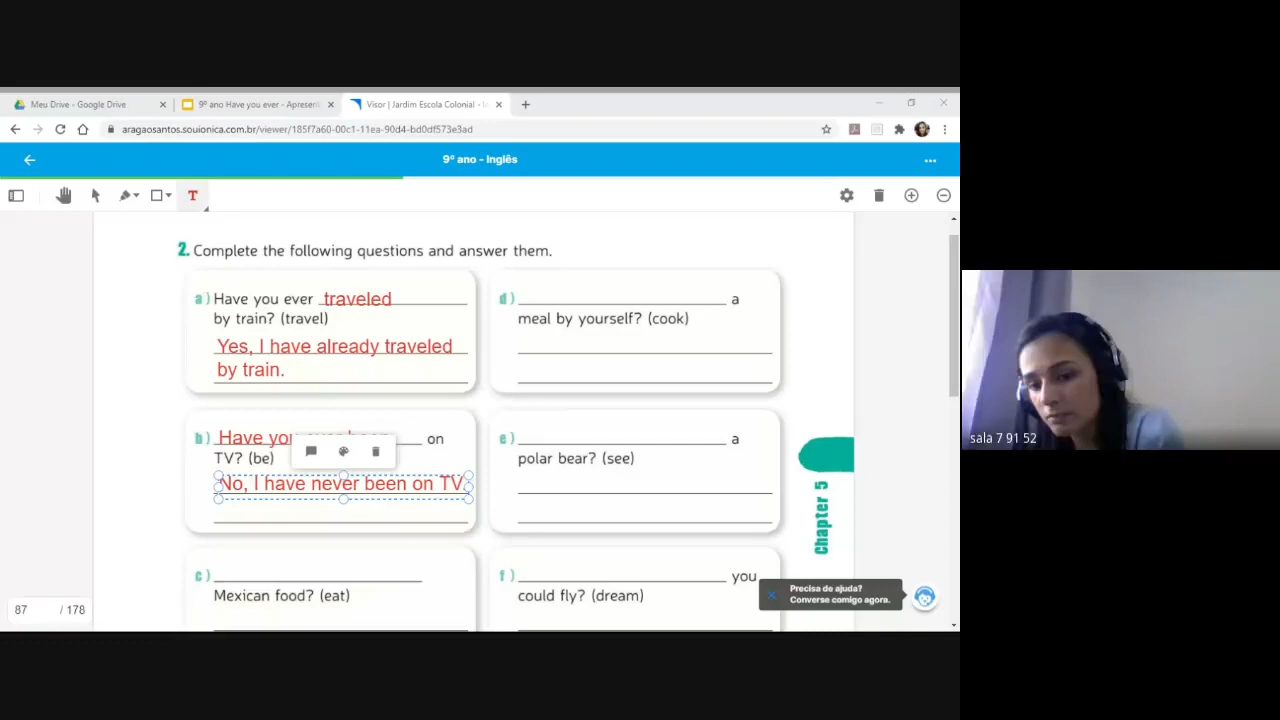 Meu Drive - Google Drive
9º ano Have you ever - Apresent
Visor | Jardim Escola Colonial - I
aragaosantos.souionica.com.br/viewer/185f7a60-00c1-11ea-90d4-bd0df573e3ad
9º ano - Inglês
T
2. Complete the following questions and answer them.
a) Have you ever traveled
by train? (travel)
Yes, I have already traveled
by train.
b) Have you on
TV? (be)
No, I have never been on TV.
c)
Mexican food? (eat)
d) a
meal by yourself? (cook)
e) a
polar bear? (see)
f) you
could fly? (dream)
Chapter 5
87 / 178
Precisa de ajuda?
Converse comigo agora.
sala 7 91 52